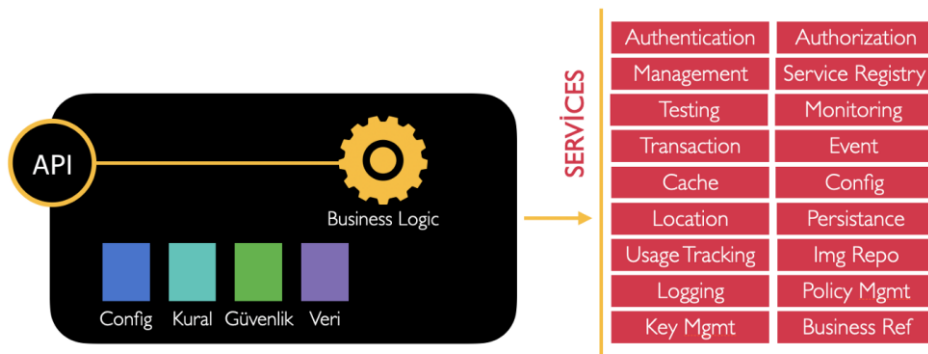 API
Business Logic
Config
Kural
Güvenlik
Veri
SERVİCES
Authentication
Authorization
Management
Service Registry
Testing
Monitoring
Transaction
Event
Cache
Config
Location
Persistance
Usage Tracking
Img Repo
Logging
Policy Mgmt
Key Mgmt
Business Ref